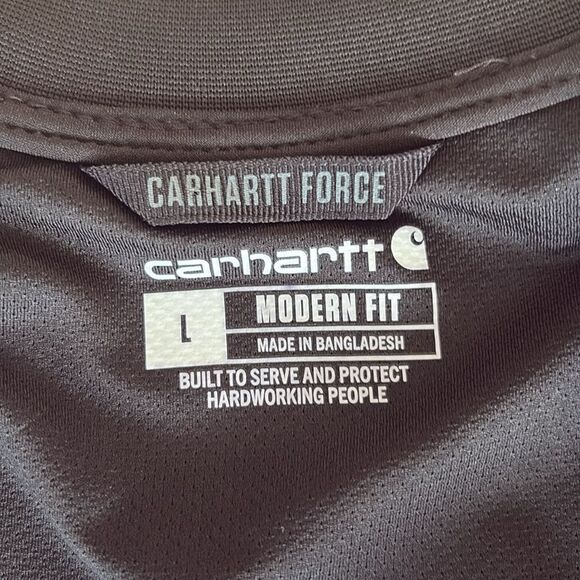 CARHARTT FORCE
carhartt
L
MODERN FIT
MADE IN BANGLADESH
BUILT TO SERVE AND PROTECT
HARDWORKING PEOPLE